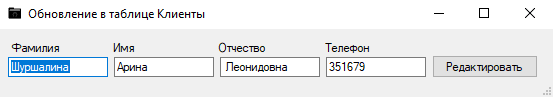 Обновление в таблице Клиенты
Фамилия Имя Отчество Телефон
Шуршалина Арина Леонидовна 351679 Редактировать